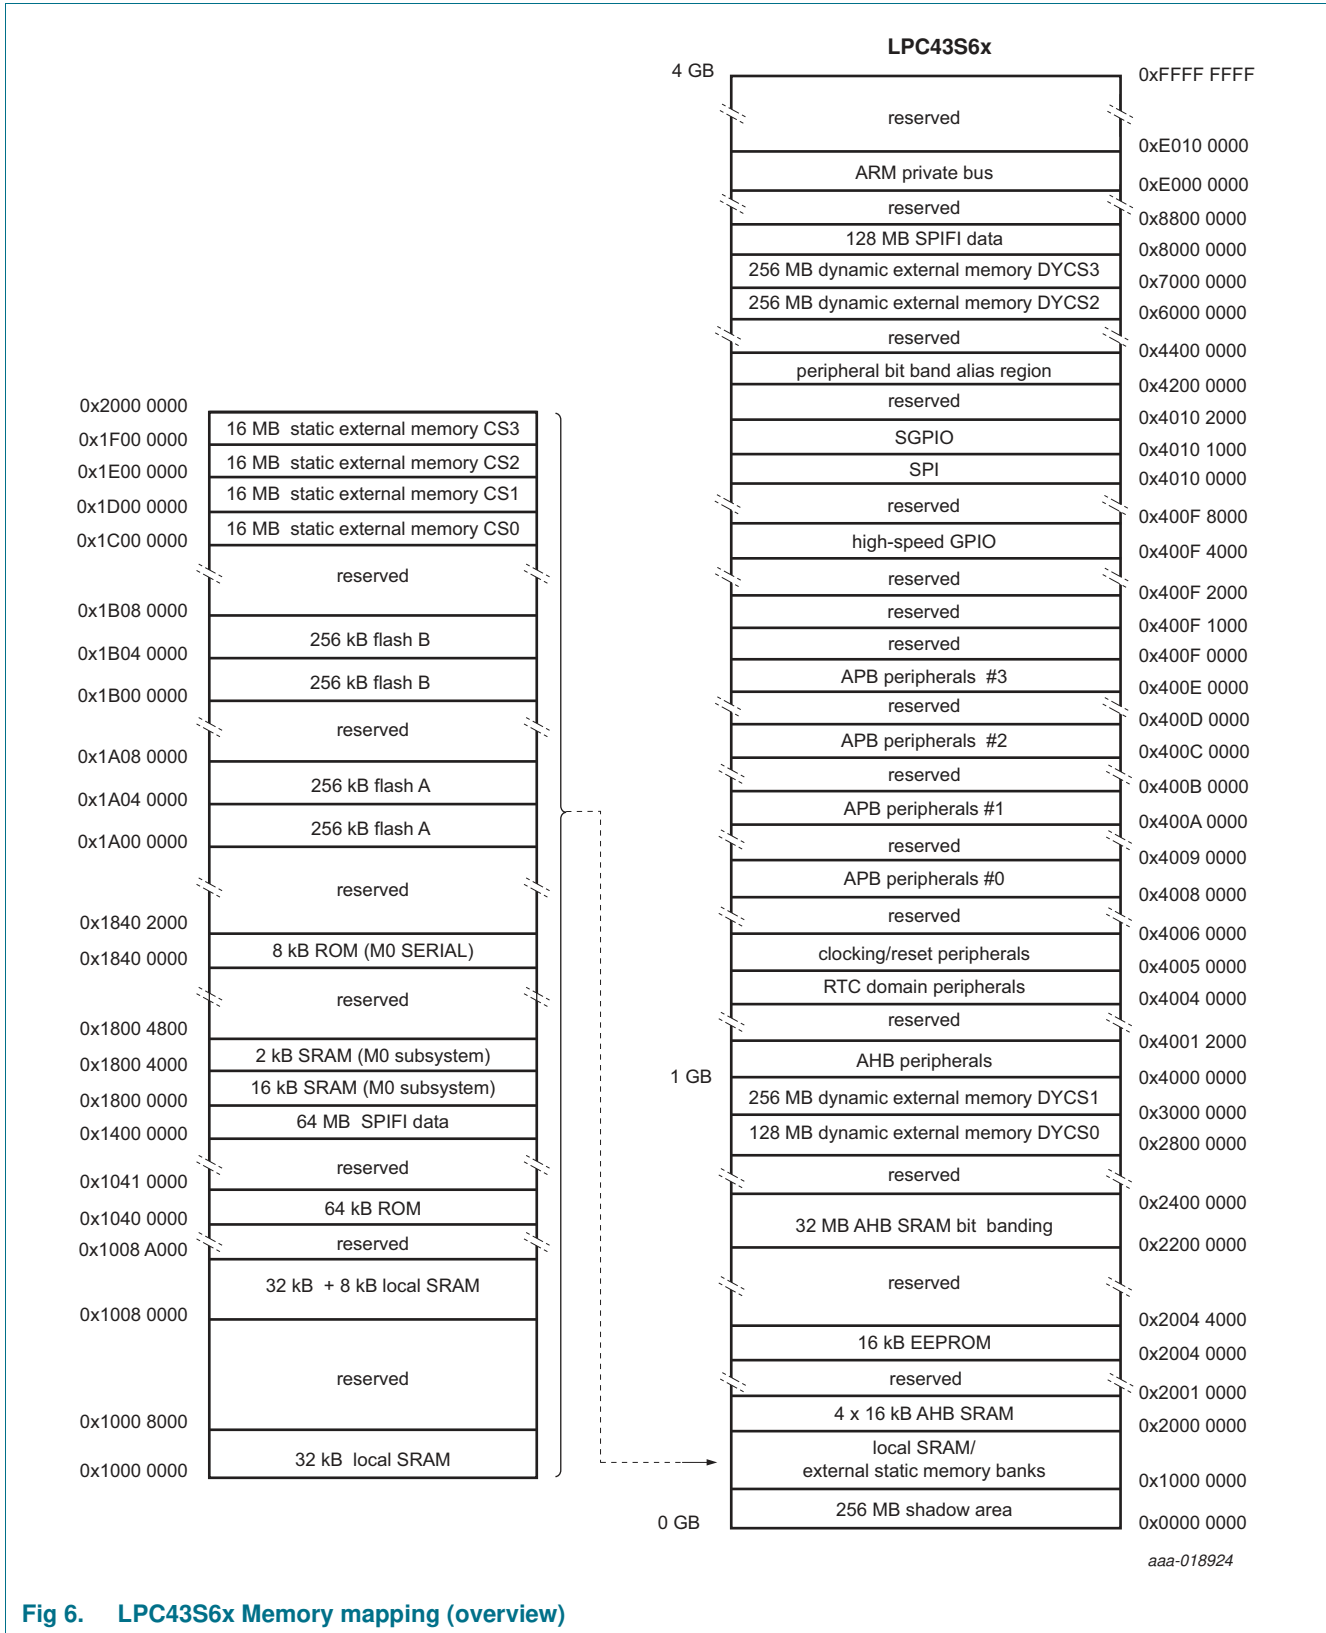 LPC43S6x
4 GB
0xFFFF FFFF
reserved
0xE010 0000
ARM private bus
0xE000 0000
reserved
0x8800 0000
128 MB SPIFI data
0x8000 0000
256 MB dynamic external memory DYCS3
0x7000 0000
256 MB dynamic external memory DYCS2
0x6000 0000
reserved
0x4400 0000
peripheral bit band alias region
0x4200 0000
reserved
0x4010 2000
SGPIO
0x4010 1000
SPI
0x4010 0000
reserved
0x400F 8000
high-speed GPIO
0x400F 4000
reserved
0x400F 2000
reserved
0x400F 1000
reserved
0x400F 0000
APB peripherals #3
0x400E 0000
reserved
0x400D 0000
APB peripherals #2
0x400C 0000
reserved
0x400B 0000
APB peripherals #1
0x400A 0000
reserved
0x4009 0000
APB peripherals #0
0x4008 0000
reserved
0x4006 0000
clocking/reset peripherals
0x4005 0000
RTC domain peripherals
0x4004 0000
reserved
0x4001 2000
AHB peripherals
1 GB
0x4000 0000
256 MB dynamic external memory DYCS1
0x3000 0000
128 MB dynamic external memory DYCS0
0x2800 0000
reserved
0x2400 0000
32 MB AHB SRAM bit banding
0x2200 0000
reserved
0x2004 4000
16 kB EEPROM
0x2004 0000
reserved
0x2001 0000
4 x 16 kB AHB SRAM
0x2000 0000
local SRAM/
external static memory banks
0x1000 0000
256 MB shadow area
0 GB
0x0000 0000
0x2000 0000
16 MB static external memory CS3
0x1F00 0000
16 MB static external memory CS2
0x1E00 0000
16 MB static external memory CS1
0x1D00 0000
16 MB static external memory CS0
0x1C00 0000
reserved
0x1B08 0000
256 kB flash B
0x1B04 0000
256 kB flash B
0x1B00 0000
reserved
0x1A08 0000
256 kB flash A
0x1A04 0000
256 kB flash A
0x1A00 0000
reserved
0x1840 2000
8 kB ROM (M0 SERIAL)
0x1840 0000
reserved
0x1800 4800
2 kB SRAM (M0 subsystem)
0x1800 4000
16 kB SRAM (M0 subsystem)
0x1800 0000
64 MB SPIFI data
0x1400 0000
reserved
0x1041 0000
64 kB ROM
0x1040 0000
reserved
0x1008 A000
32 kB + 8 kB local SRAM
0x1008 0000
reserved
0x1000 8000
32 kB local SRAM
0x1000 0000
aaa-018924
Fig 6. LPC43S6x Memory mapping (overview)